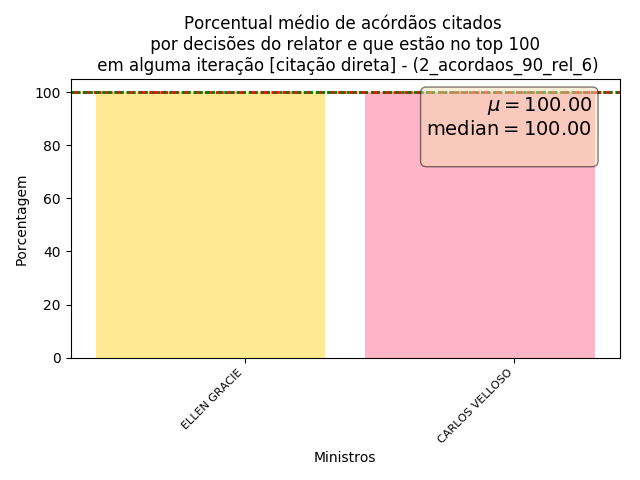 Porcentual médio de acórdãos citados
por decisões do relator e que estão no top 100
em alguma iteração [citação direta] - (2_acordaos_90_rel_6)
100
80
60
40
20
0
Porcentagem
μ = 100.00
median = 100.00
ELLEN GRACIE
CARLOS VELLOSO
Ministros